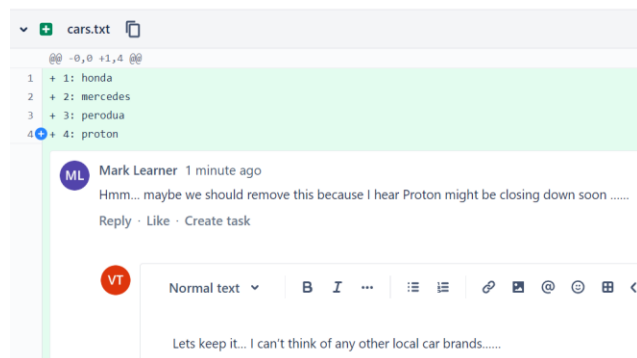 cars.txt
@@ -0,0 +1,4 @@
1 + 1: honda
2 + 2: mercedes
3 + 3: perodua
4 + 4: proton
ML Mark Learner 1 minute ago
Hmm... maybe we should remove this because I hear Proton might be closing down soon ......
Reply · Like · Create task
VT Normal text B I ... @
Lets keep it... I can't think of any other local car brands......